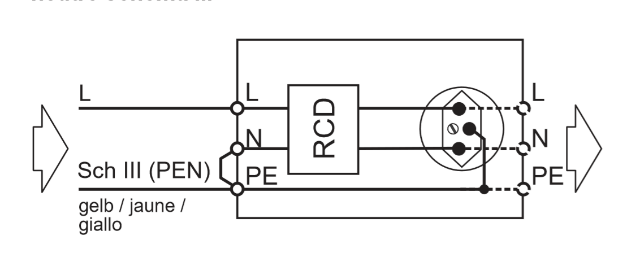 L
L
L
RCD
N
N
Sch III (PEN)
PE
PE
gelb / jaune /
giallo